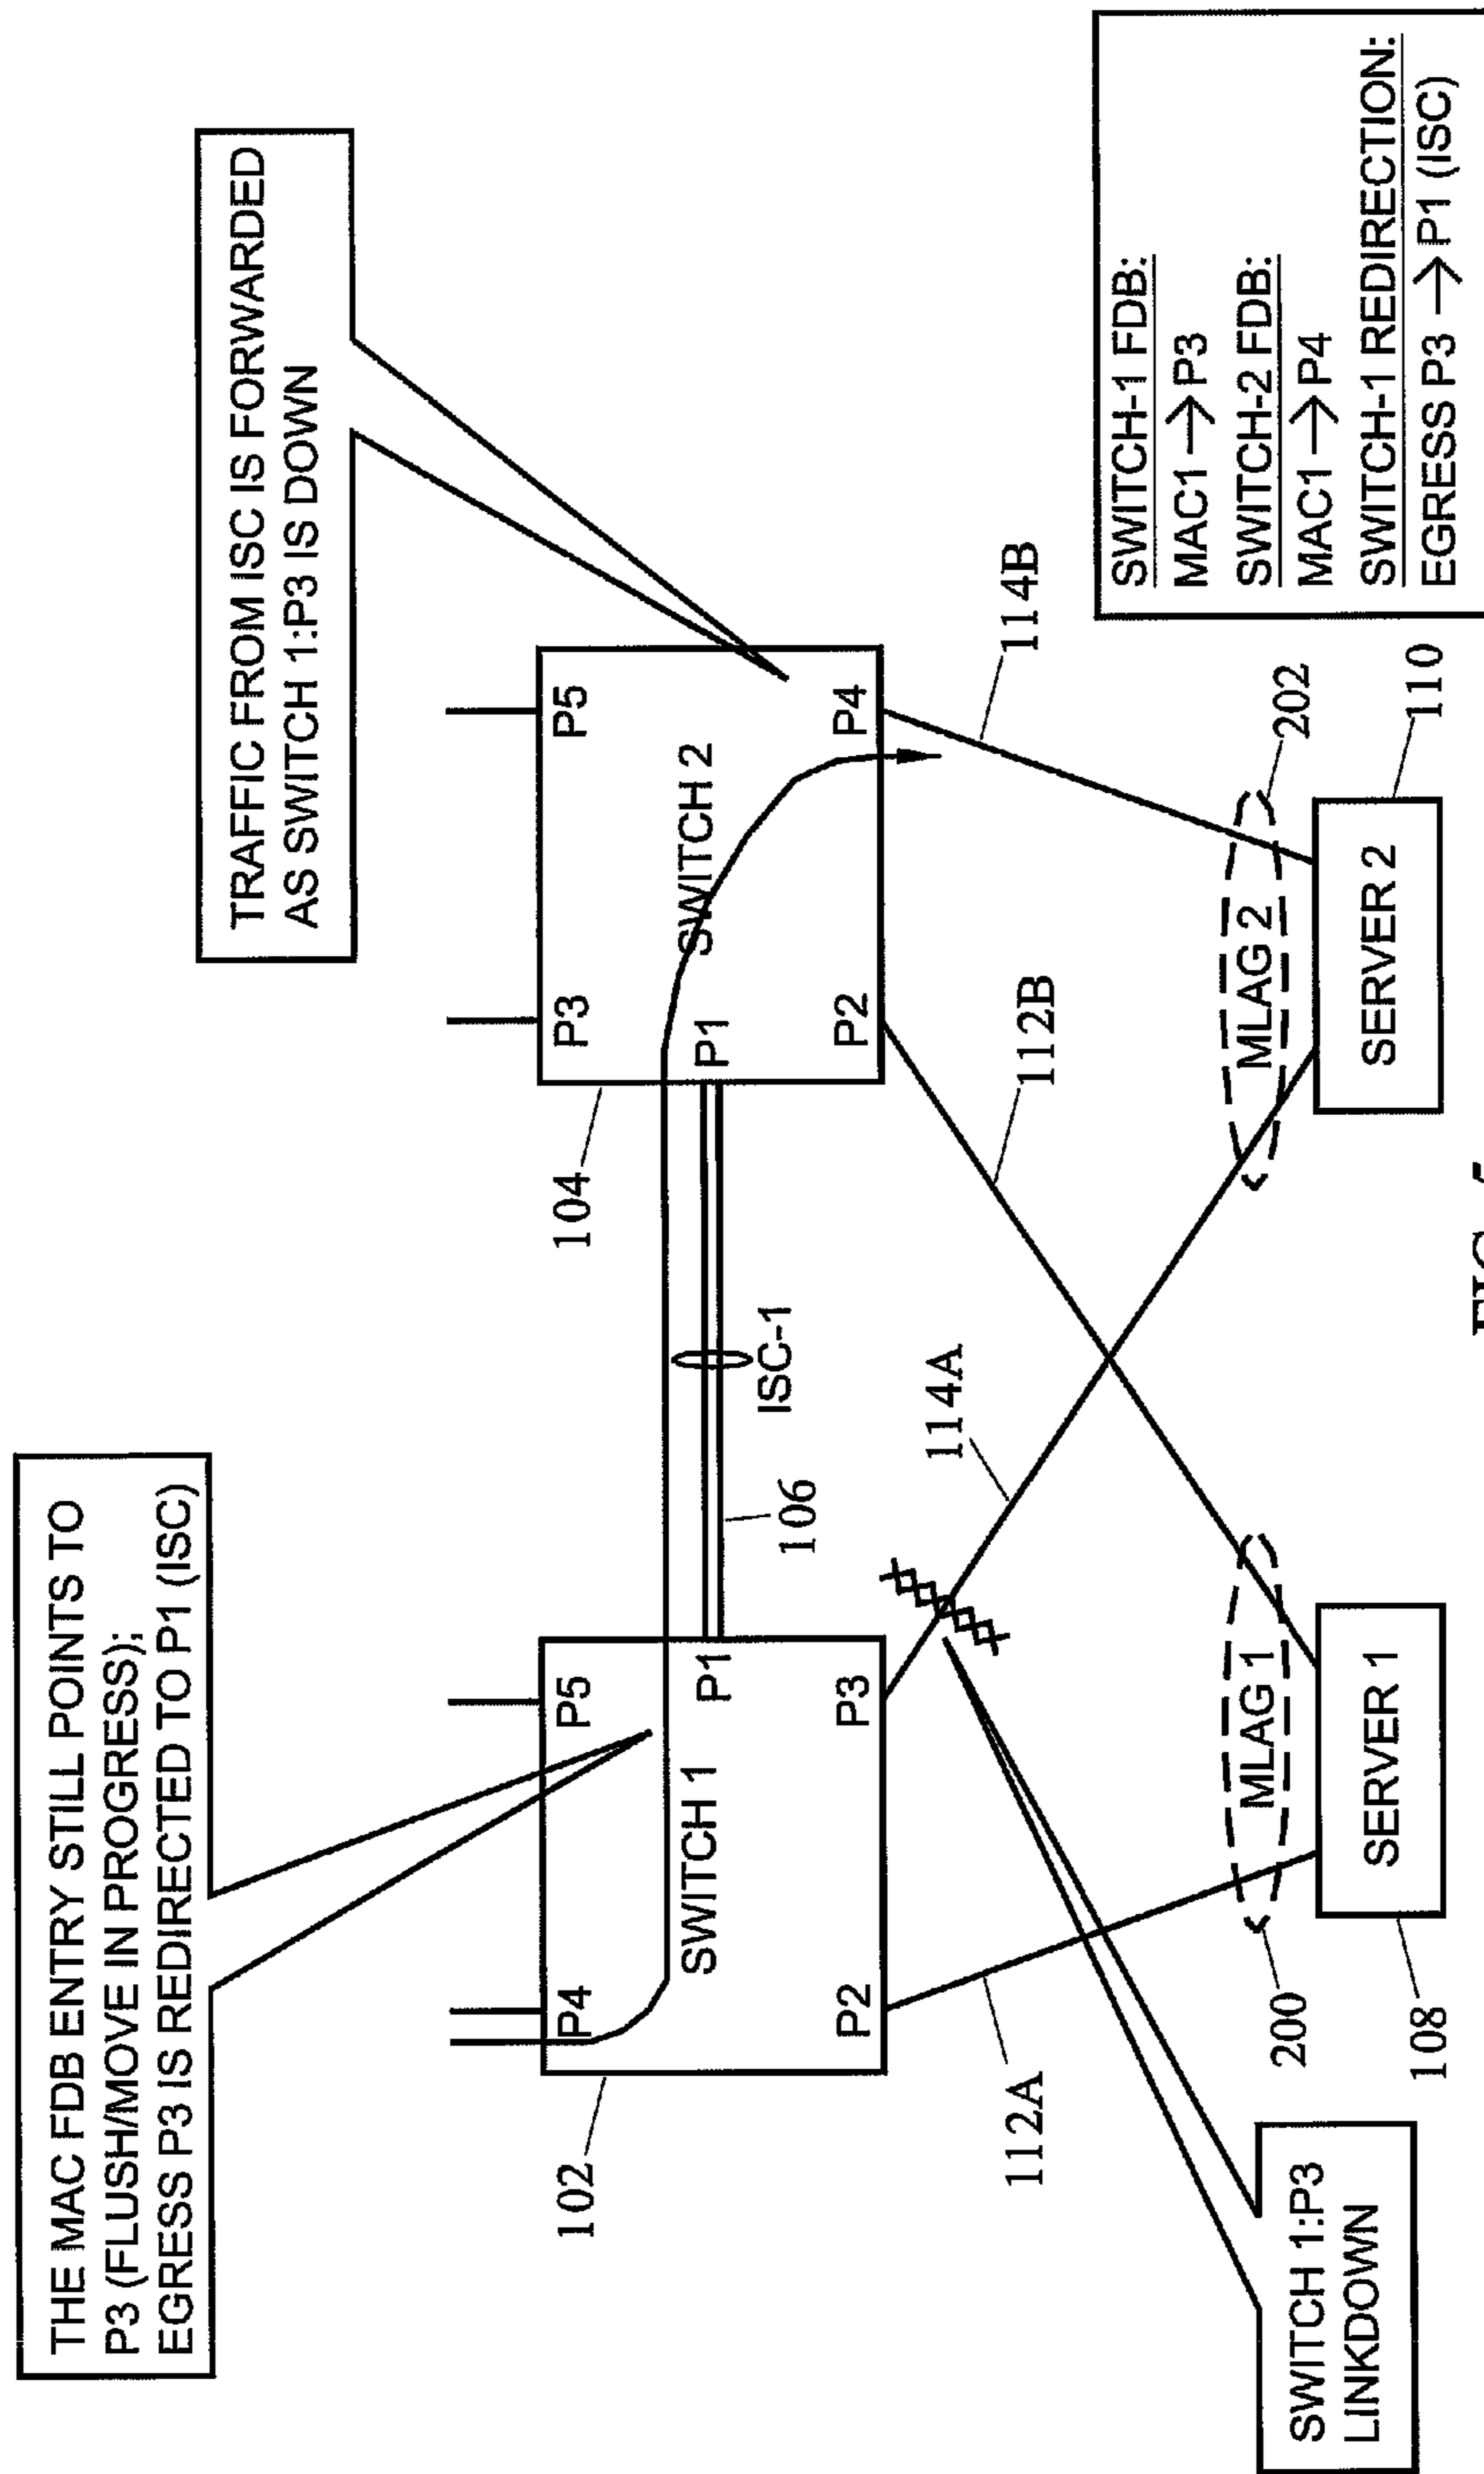 THE MAC FDB ENTRY STILL POINTS TO
P3 (FLUSH/MOVE IN PROGRESS);
EGRESS P3 IS REDIRECTED TO P1 (ISC)
TRAFFIC FROM ISC IS FORWARDED
AS SWITCH 1:P3 IS DOWN
102
P4
P5
SWITCH 1
P1
P2
P3
106
ISC-1
104
P3
P5
P1
SWITCH 2
P2
P4
112A
114A
112B
114B
SWITCH 1:P3
LINKDOWN
200
MLAG 1
MLAG 2
202
108
SERVER 1
SERVER 2
110
SWITCH-1 FDB:
MAC1→P3
SWITCH-2 FDB:
MAC1→P4
SWITCH-1 REDIRECTION:
EGRESS P3 →P1 (ISC)